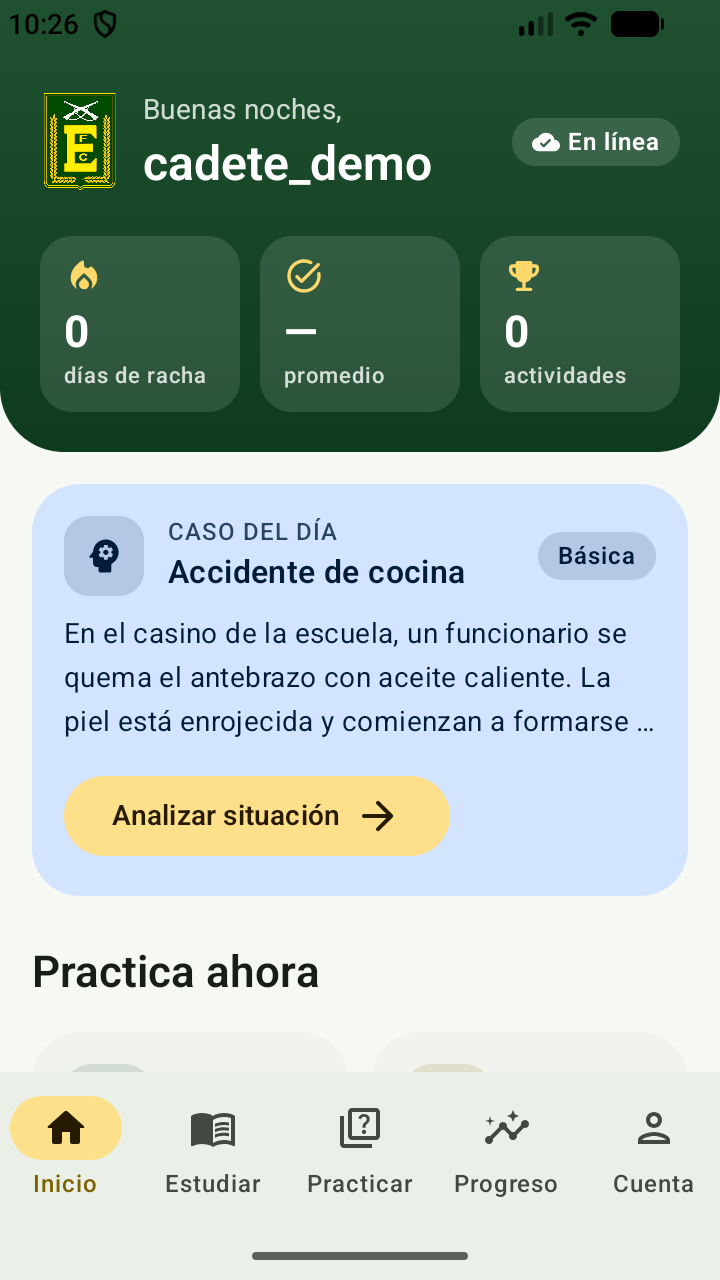 10:26
Buenas noches,
cadete_demo
En línea
E
F
C
0
días de racha
—
promedio
0
actividades
CASO DEL DÍA
Accidente de cocina
Básica
En el casino de la escuela, un funcionario se
quema el antebrazo con aceite caliente. La
piel está enrojecida y comienzan a formarse …
Analizar situación
Practica ahora
Inicio
Estudiar
Practicar
Progreso
Cuenta